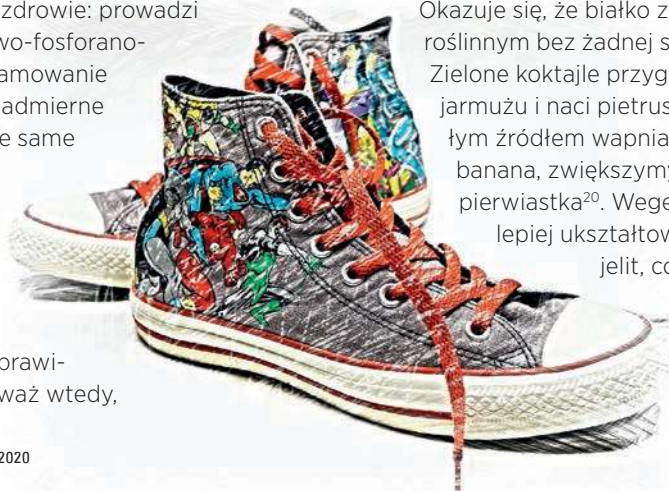 zdrowie: prowadzi
wo-fosforano-
amowanie
admierne
e same
prawi-
waż wtedy,
2020
Okazuje się, że białko z
roślinnym bez żadnej s
Zielone koktajle przyg
jarmużu i naci pietrus
łym źródłem wapnia
banana, zwiększymy
pierwiastka²⁰. Wege
lepiej ukształtow
jelit, co